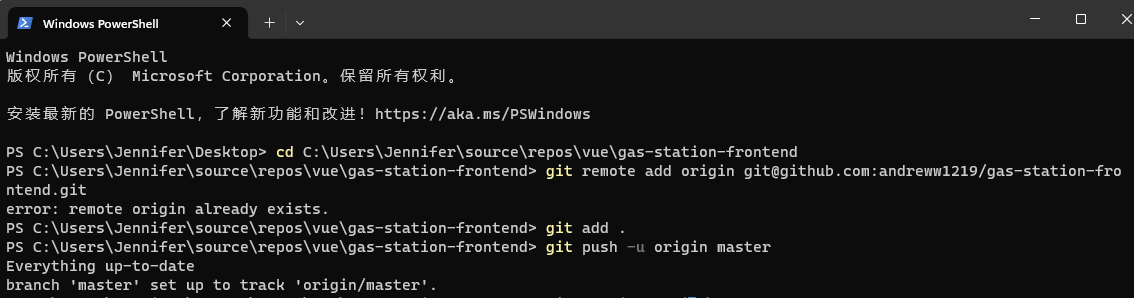 Windows PowerShell
Windows PowerShell
版权所有 (C) Microsoft Corporation。保留所有权利。
安装最新的 PowerShell，了解新功能和改进！https://aka.ms/PSWindows
PS C:\Users\Jennifer\Desktop> cd C:\Users\Jennifer\source\repos\vue\gas-station-frontend
PS C:\Users\Jennifer\source\repos\vue\gas-station-frontend> git remote add origin git@github.com:andreww1219/gas-station-fro
ntend.git
error: remote origin already exists.
PS C:\Users\Jennifer\source\repos\vue\gas-station-frontend> git add .
PS C:\Users\Jennifer\source\repos\vue\gas-station-frontend> git push -u origin master
Everything up-to-date
branch 'master' set up to track 'origin/master'.